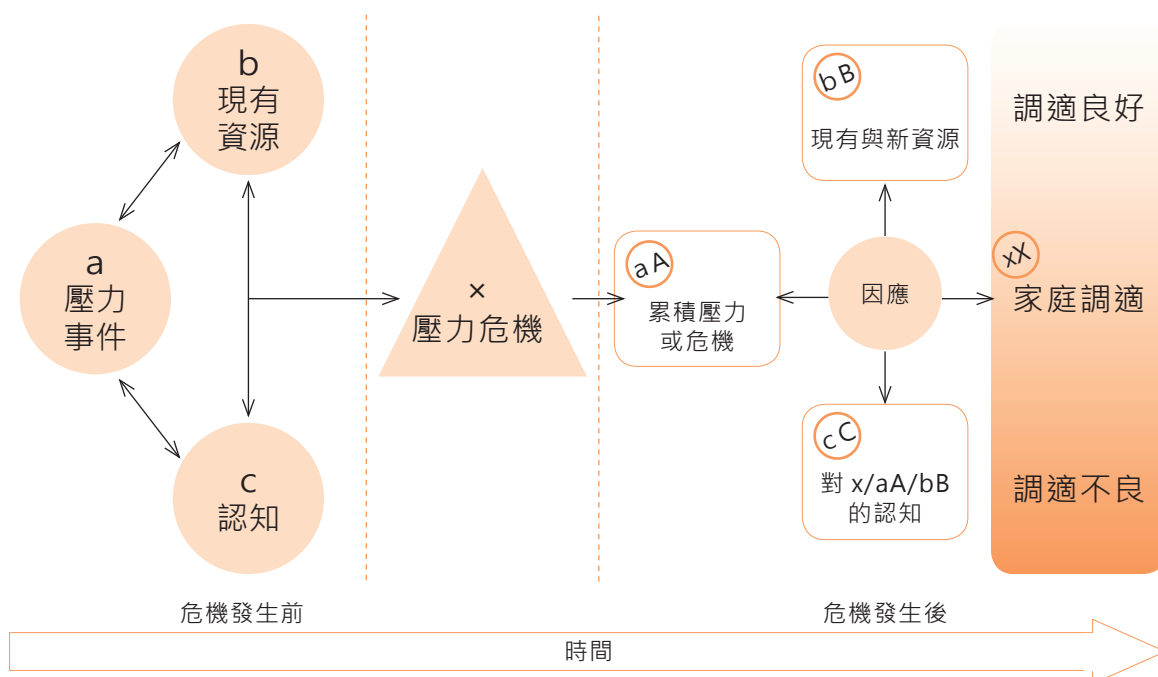 b
現有
資源
a
壓力
事件
c
認知
×
壓力危機
aA
累積壓力
或危機
bB
現有與新資源
因應
cC
對 x/aA/bB
的認知
調適良好
xX
家庭調適
調適不良
危機發生前
危機發生後
時間